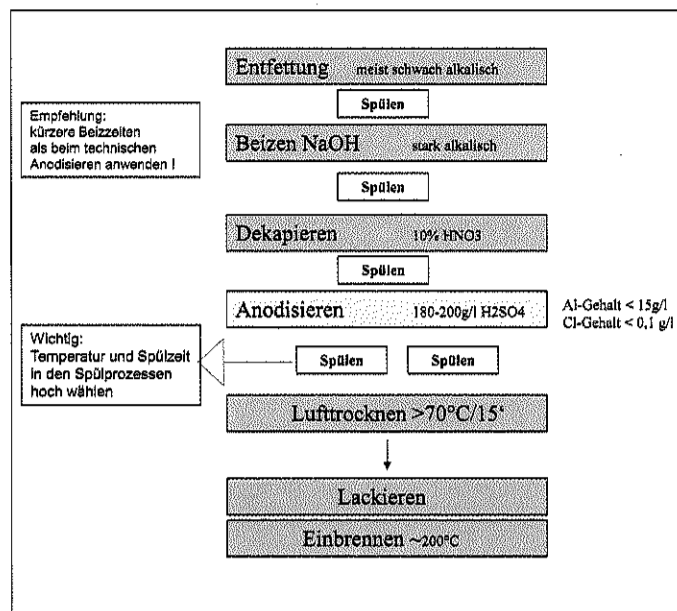 Entfettung meist schwach alkalisch
Spülen
Empfehlung:
kürzere Beizzeiten
als beim technischen
Anodisieren anwenden !
Beizen NaOH stark alkalisch
Spülen
Dekapieren 10% HNO3
Spülen
Anodisieren 180-200g/l H2SO4
Al-Gehalt < 15g/l
Cl-Gehalt < 0,1 g/l
Wichtig:
Temperatur und Spülzeit
in den Spülprozessen
hoch wählen
Spülen Spülen
Lufttrocknen >70°C/15‘
Lackieren
Einbrennen ~200°C